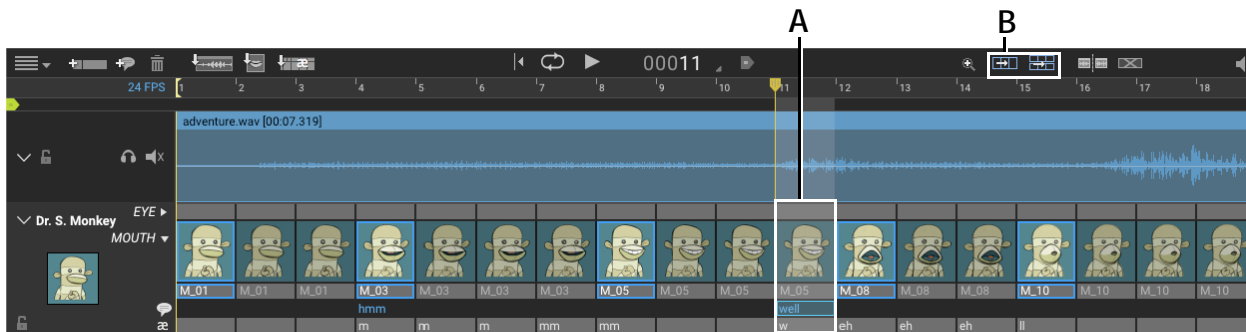 A B
æ 00011
24 FPS 1 2 3 4 5 6 7 8 9 10 11 12 13 14 15 16 17 18
adventure.wav [00:07.319]
EYE
Dr. S. Monkey
MOUTH
M_01 M_01 M_01 M_03 M_03 M_03 M_03 M_05 M_05 M_05 M_05 M_08 M_08 M_08 M_10 M_10 M_10 M_10
hmm well
æ m m m mm mm w eh eh eh ll